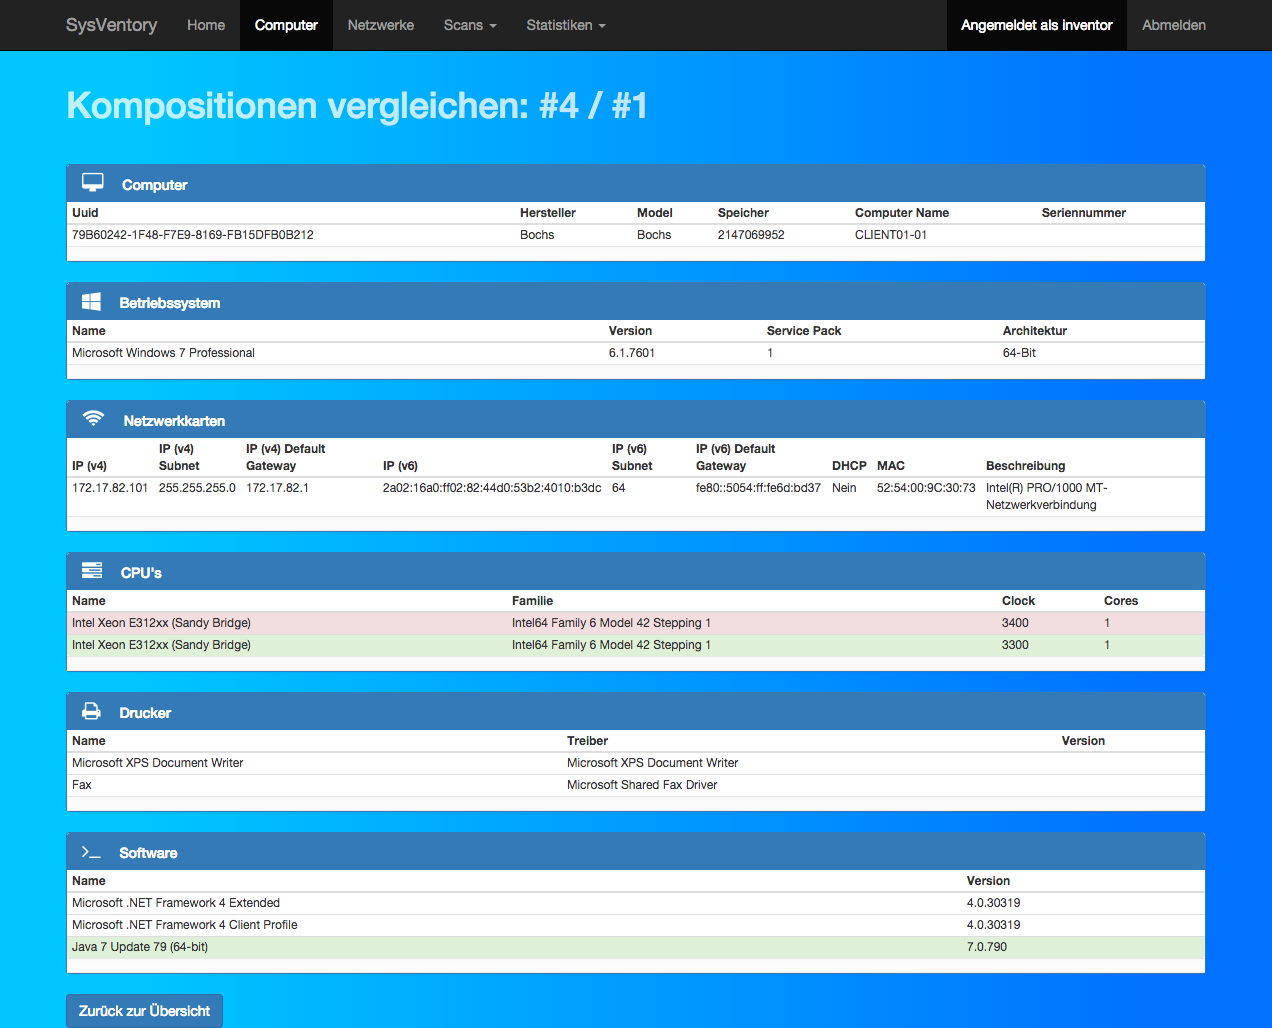 SysVentory Home Computer Netzwerke Scans Statistiken Angemeldet als inventor Abmelden
Kompositionen vergleichen: #4 / #1
Computer
Uuid Hersteller Model Speicher Computer Name Seriennummer
79B60242-1F48-F7E9-8169-FB15DFB0B212 Bochs Bochs 2147069952 CLIENT01-01
Betriebssystem
Name Version Service Pack Architektur
Microsoft Windows 7 Professional 6.1.7601 1 64-Bit
Netzwerkkarten
IP (v4) IP (v4) Subnet IP (v4) Default Gateway IP (v6) IP (v6) Subnet IP (v6) Default Gateway DHCP MAC Beschreibung
172.17.82.101 255.255.255.0 172.17.82.1 2a02:16a0:ff02:82:44d0:53b2:4010:b3dc 64 fe80::5054:ff:fe6d:bd37 Nein 52:54:00:9C:30:73 Intel(R) PRO/1000 MT-
Netzwerkverbindung
CPU's
Name Familie Clock Cores
Intel Xeon E312xx (Sandy Bridge) Intel64 Family 6 Model 42 Stepping 1 3400 1
Intel Xeon E312xx (Sandy Bridge) Intel64 Family 6 Model 42 Stepping 1 3300 1
Drucker
Name Treiber Version
Microsoft XPS Document Writer Microsoft XPS Document Writer
Fax Microsoft Shared Fax Driver
Software
Name Version
Microsoft .NET Framework 4 Extended 4.0.30319
Microsoft .NET Framework 4 Client Profile 4.0.30319
Java 7 Update 79 (64-bit) 7.0.790
Zurück zur Übersicht